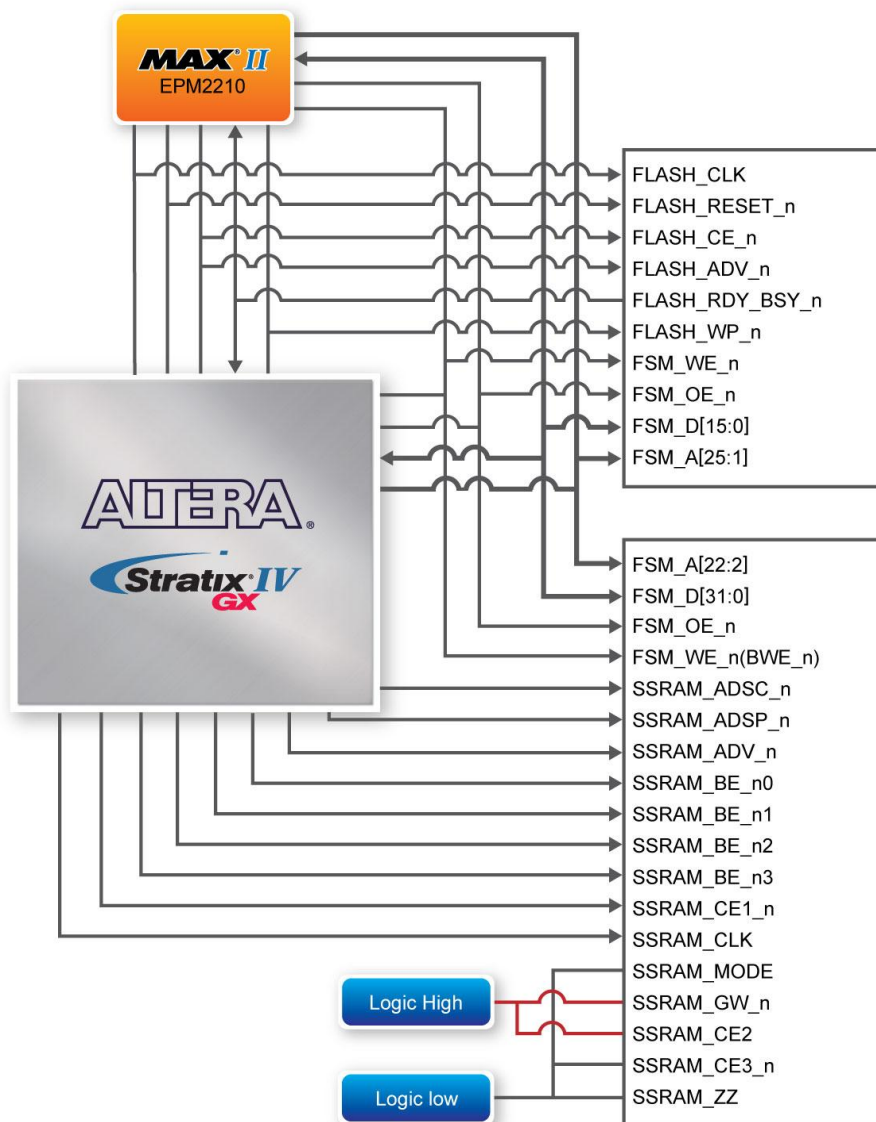 MAX® II
EPM2210
FLASH_CLK
FLASH_RESET_n
FLASH_CE_n
FLASH_ADV_n
FLASH_RDY_BSY_n
FLASH_WP_n
FSM_WE_n
FSM_OE_n
FSM_D[15:0]
FSM_A[25:1]
ALTERA®
Stratix® IV
GX
FSM_A[22:2]
FSM_D[31:0]
FSM_OE_n
FSM_WE_n(BWE_n)
SSRAM_ADSC_n
SSRAM_ADSP_n
SSRAM_ADV_n
SSRAM_BE_n0
SSRAM_BE_n1
SSRAM_BE_n2
SSRAM_BE_n3
SSRAM_CE1_n
SSRAM_CLK
SSRAM_MODE
SSRAM_GW_n
SSRAM_CE2
SSRAM_CE3_n
SSRAM_ZZ
Logic High
Logic low